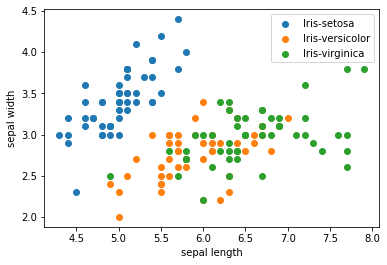 4.5
4.0
3.5
3.0
2.5
2.0
sepal width
Iris-setosa
Iris-versicolor
Iris-virginica
4.5 5.0 5.5 6.0 6.5 7.0 7.5 8.0
sepal length